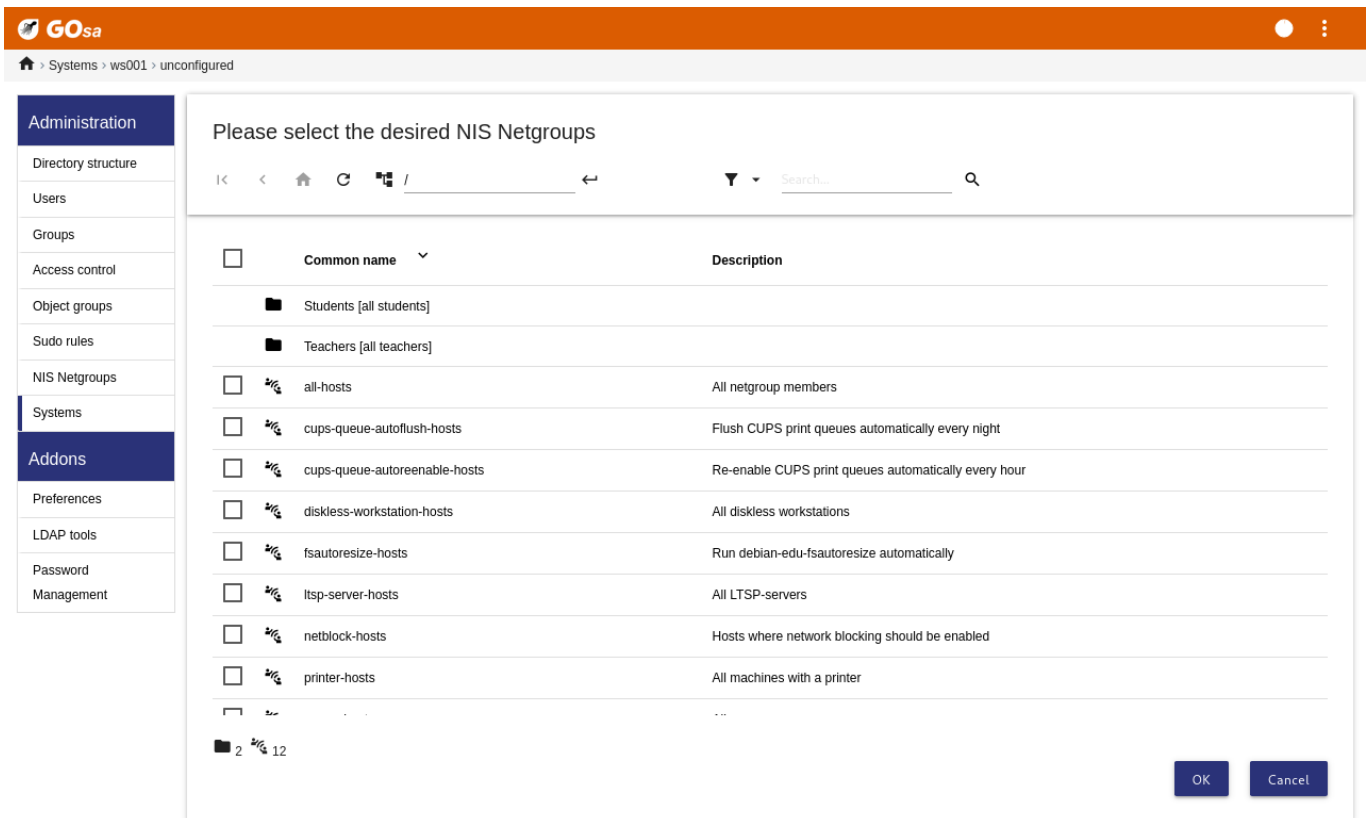 GOsa
Systems › ws001 › unconfigured
Administration
Directory structure
Users
Groups
Access control
Object groups
Sudo rules
NIS Netgroups
Systems
Addons
Preferences
LDAP tools
Password
Management
Please select the desired NIS Netgroups
/
Search...
Common name Description
Students [all students]
Teachers [all teachers]
all-hosts All netgroup members
cups-queue-autoflush-hosts Flush CUPS print queues automatically every night
cups-queue-autoreenable-hosts Re-enable CUPS print queues automatically every hour
diskless-workstation-hosts All diskless workstations
fsautoresize-hosts Run debian-edu-fsautoresize automatically
ltsp-server-hosts All LTSP-servers
netblock-hosts Hosts where network blocking should be enabled
printer-hosts All machines with a printer
2 12
OK Cancel